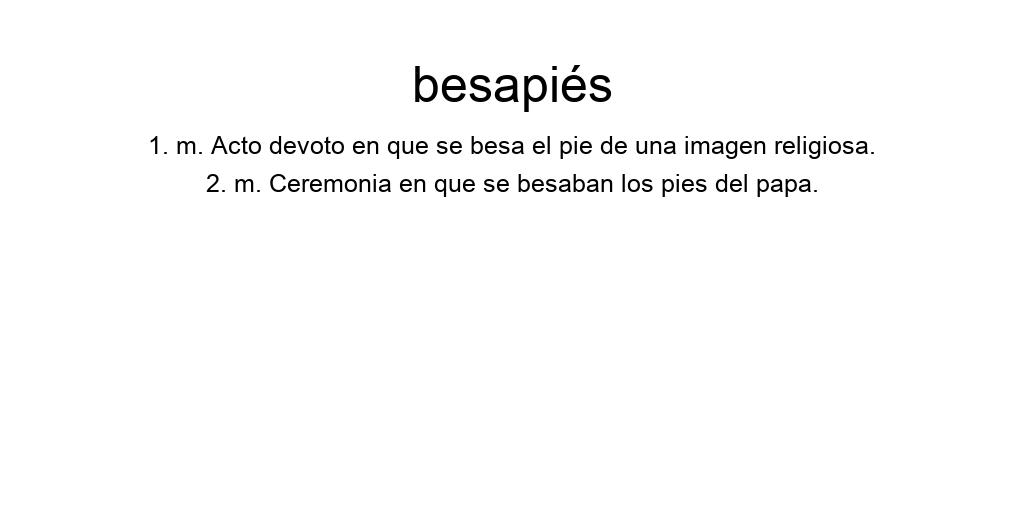 besapiés
1. m. Acto devoto en que se besa el pie de una imagen religiosa.
2. m. Ceremonia en que se besaban los pies del papa.